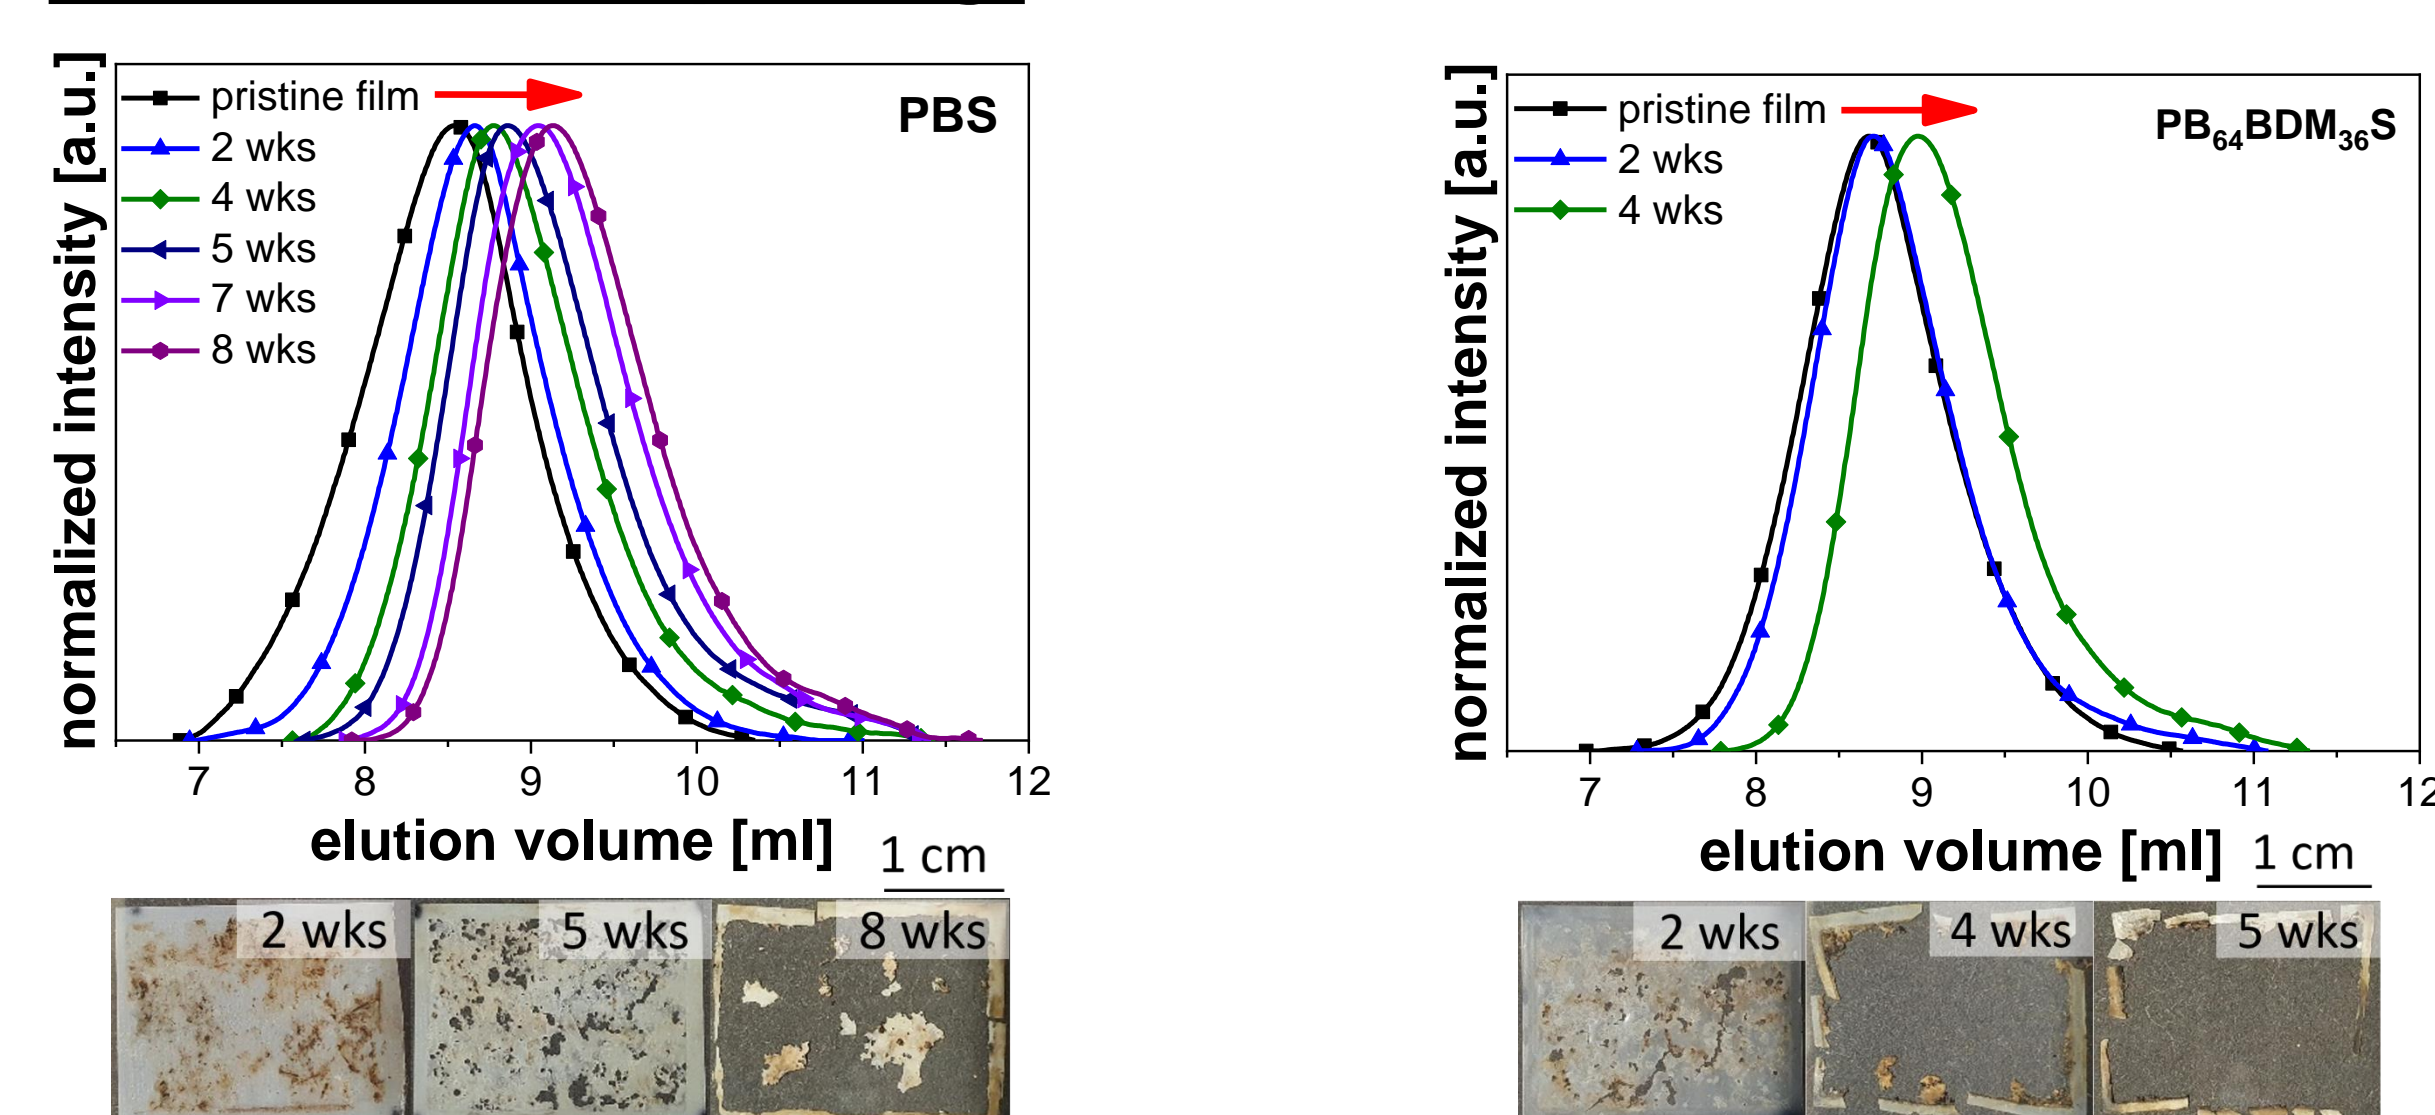 normalized intensity [a.u.]
pristine film
2 wks
4 wks
5 wks
7 wks
8 wks
PBS
7 8 9 10 11 12
elution volume [ml]
1 cm
2 wks 5 wks 8 wks
normalized intensity [a.u.]
pristine film
2 wks
4 wks
PB₆₄BDM₃₆S
7 8 9 10 11
elution volume [ml]
1 cm
2 wks 4 wks 5 wks